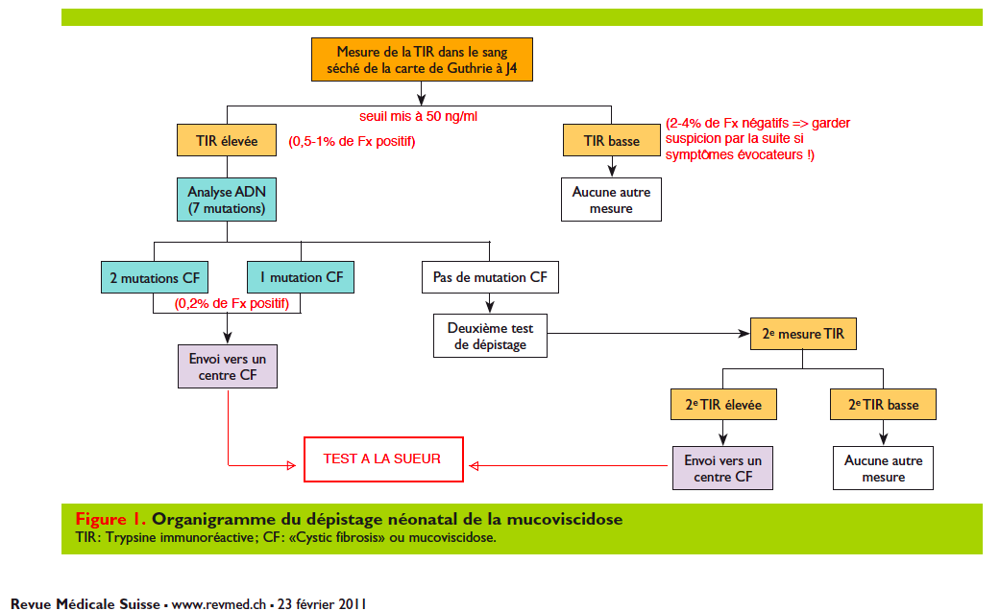 Mesure de la TIR dans le sang
séché de la carte de Guthrie à J4
seuil mis à 50 ng/ml
TIR élevée
(0,5-1% de Fx positif)
TIR basse
(2-4% de Fx négatifs => garder
suspicion par la suite si
symptômes évocateurs !)
Analyse ADN
(7 mutations)
Aucune autre
mesure
2 mutations CF
1 mutation CF
Pas de mutation CF
(0,2% de Fx positif)
Deuxième test
de dépistage
2e mesure TIR
Envoi vers un
centre CF
2e TIR élevée
2e TIR basse
TEST A LA SUEUR
Envoi vers un
centre CF
Aucune autre
mesure
Figure 1. Organigramme du dépistage néonatal de la mucoviscidose
TIR: Trypsine immunoréactive; CF: «Cystic fibrosis» ou mucoviscidose.
Revue Médicale Suisse • www.revmed.ch • 23 février 2011